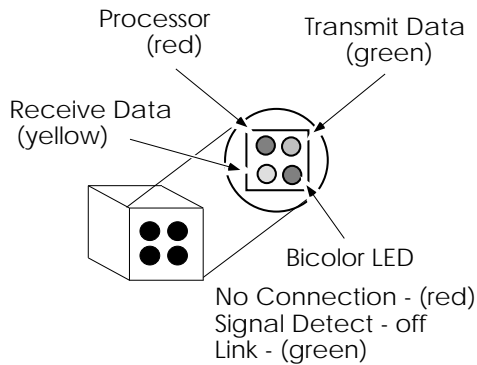 Processor
(red)
Transmit Data
(green)
Receive Data
(yellow)
Bicolor LED
No Connection - (red)
Signal Detect - off
Link - (green)